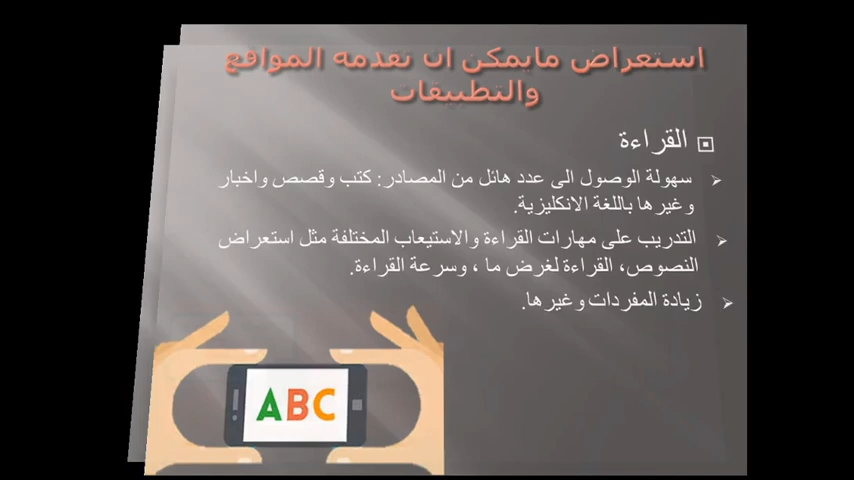 استعراض مايمكن ان تقدمه المواقع
والتطبيقات
القراءة
سهولة الوصول الى عدد هائل من المصادر: كتب وقصص واخبار
وغيرها باللغة الانكليزية.
التدريب على مهارات القراءة والاستيعاب المختلفة مثل استعراض
النصوص، القراءة لغرض ما ، وسرعة القراءة.
زيادة المفردات وغيرها.
ABC